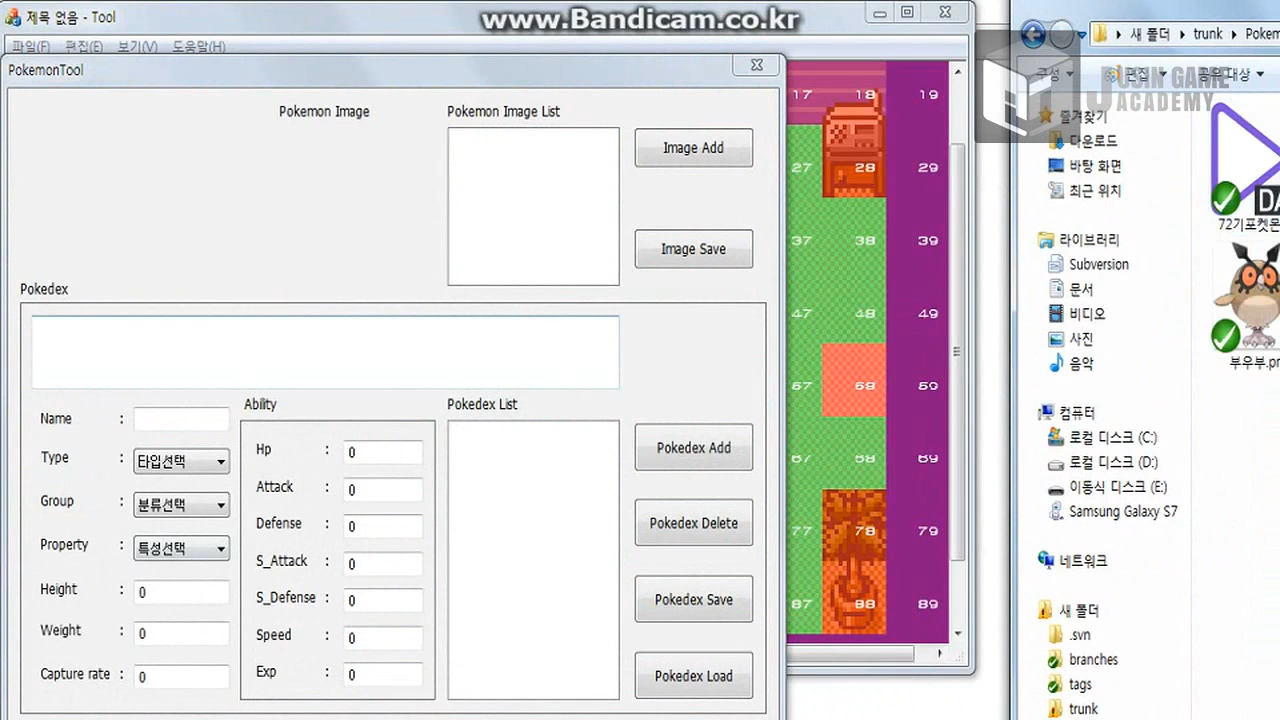 제목 없음 - Tool
www.Bandicam.co.kr
파일(F) 편집(E) 보기(V) 도움말(H)
PokemonTool
Pokemon Image
Pokemon Image List
Image Add
Image Save
Pokedex
Name :
Type : 타입선택
Group : 분류선택
Property : 특성선택
Height : 0
Weight : 0
Capture rate : 0
Ability
Hp : 0
Attack : 0
Defense : 0
S_Attack : 0
S_Defense : 0
Speed : 0
Exp : 0
Pokedex List
Pokedex Add
Pokedex Delete
Pokedex Save
Pokedex Load
17 18 19
27 28 29
37 38 39
47 48 49
57 58 59
67 68 69
77 78 79
87 88 89
새 폴더 trunk Pokem
구성 편집 공유 대상
JUSIN GAME
ACADEMY
즐겨찾기
다운로드
바탕 화면
최근 위치
라이브러리
Subversion
문서
비디오
사진
음악
컴퓨터
로컬 디스크 (C:)
로컬 디스크 (D:)
이동식 디스크 (E:)
Samsung Galaxy S7
네트워크
새 폴더
.svn
branches
tags
trunk
DA
72기포켓몬
부우부.pn